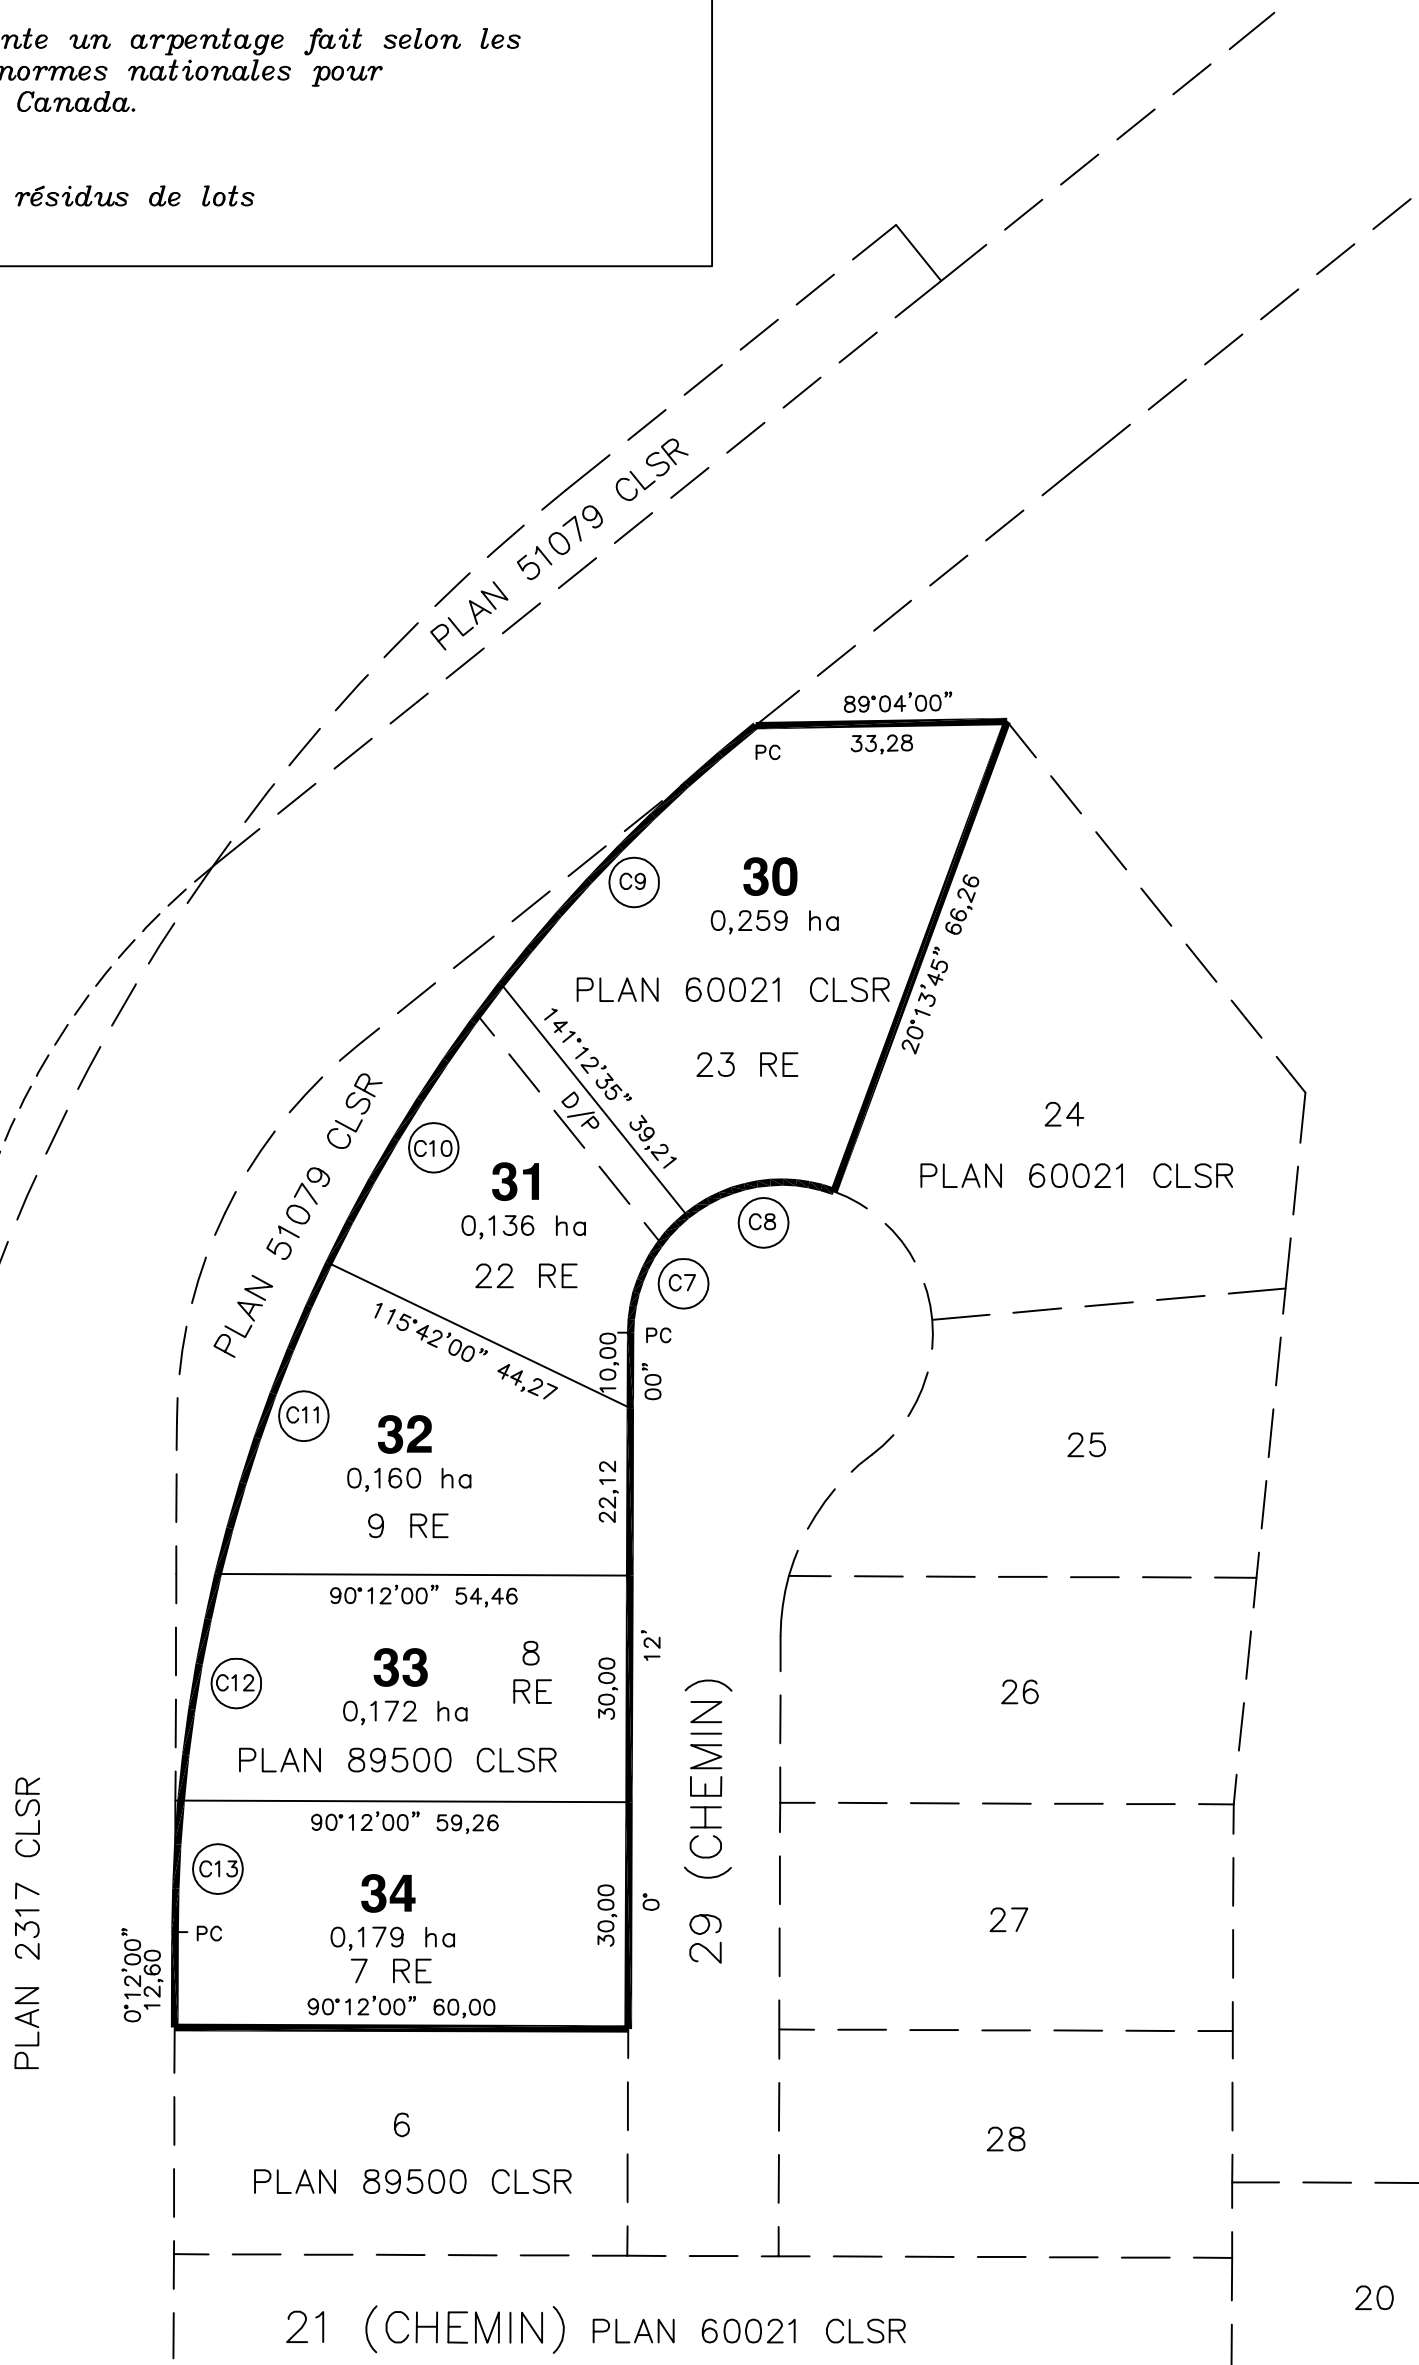 nte un arpentage fait selon les
normes nationales pour
Canada.
résidus de lots
PLAN 51079 CLSR
89°04'00"
33,28
PC
C9
30
0,259 ha
PLAN 60021 CLSR
23 RE
20°13'45" 66,26
141°12'35" 39,21
D/P
24
PLAN 60021 CLSR
C10
31
0,136 ha
22 RE
C8
C7
PLAN 51079 CLSR
115°42'00" 44,27
10,00
PC
00"
C11
32
0,160 ha
9 RE
22,12
25
90°12'00" 54,46
33
0,172 ha
8
RE
C12
30,00
12'
PLAN 89500 CLSR
26
29 (CHEMIN)
PLAN 2317 CLSR
90°12'00" 59,26
C13
34
0,179 ha
7 RE
30,00
0°
27
PC
0°12'00"
12,60
90°12'00" 60,00
6
PLAN 89500 CLSR
28
20
21 (CHEMIN) PLAN 60021 CLSR